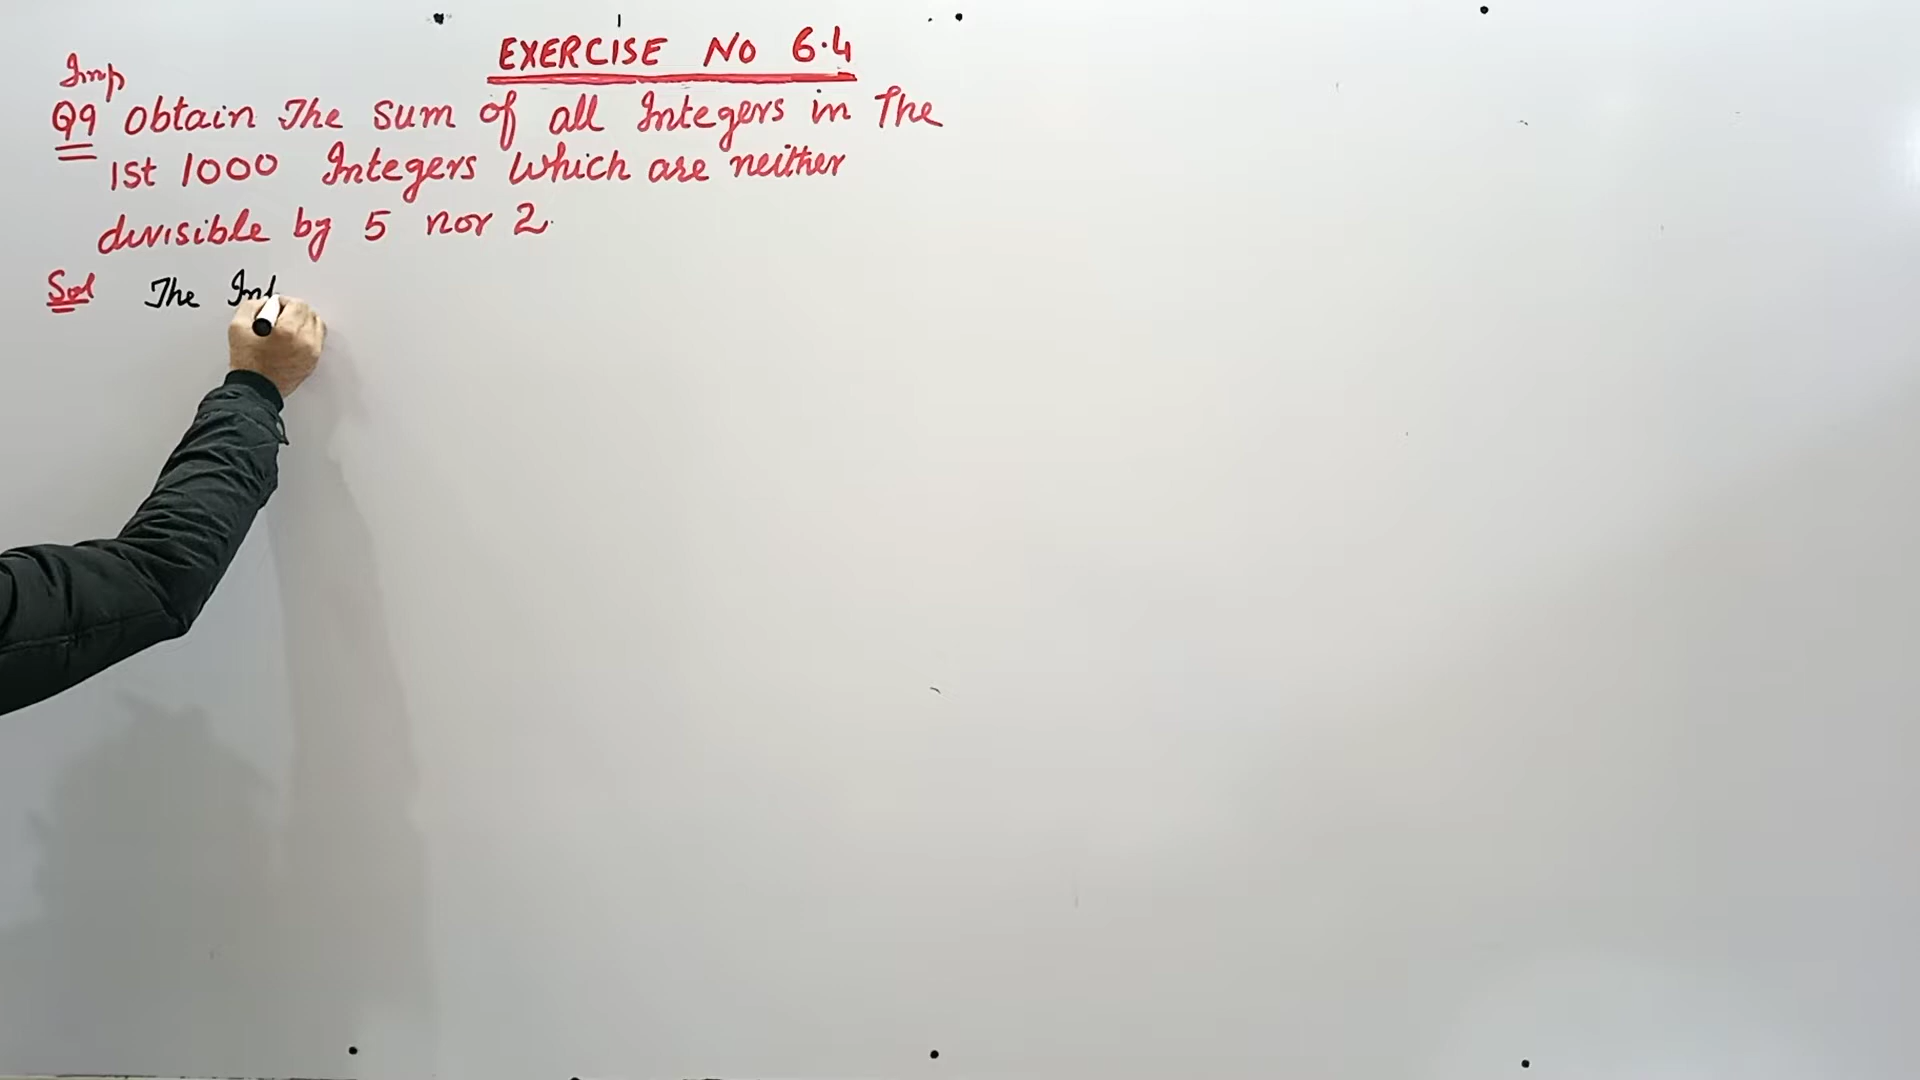 EXERCISE NO 6.4
Imp
Q9 Obtain The Sum of all Integers in The
1st 1000 Integers Which are neither
divisible by 5 nor 2.
Sol The Int